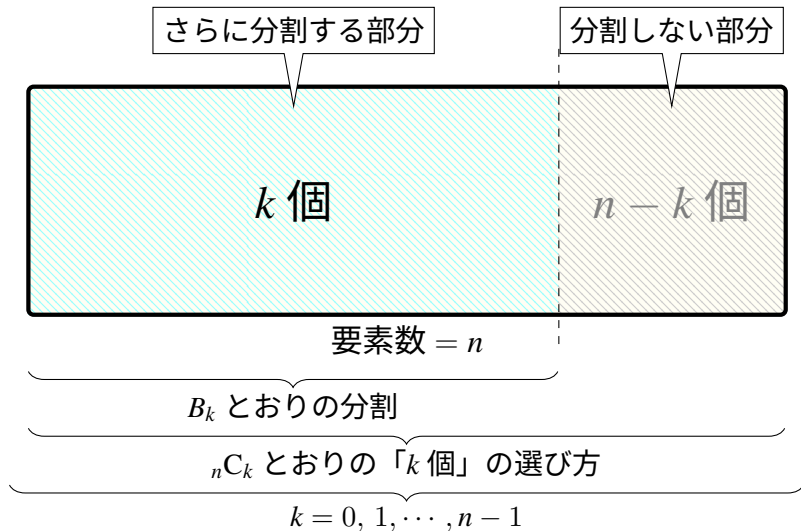 さらに分割する部分
分割しない部分
k 個
n − k 個
要素数 = n
B_k とおりの分割
_nC_k とおりの「k 個」の選び方
k = 0, 1, ⋯ , n − 1